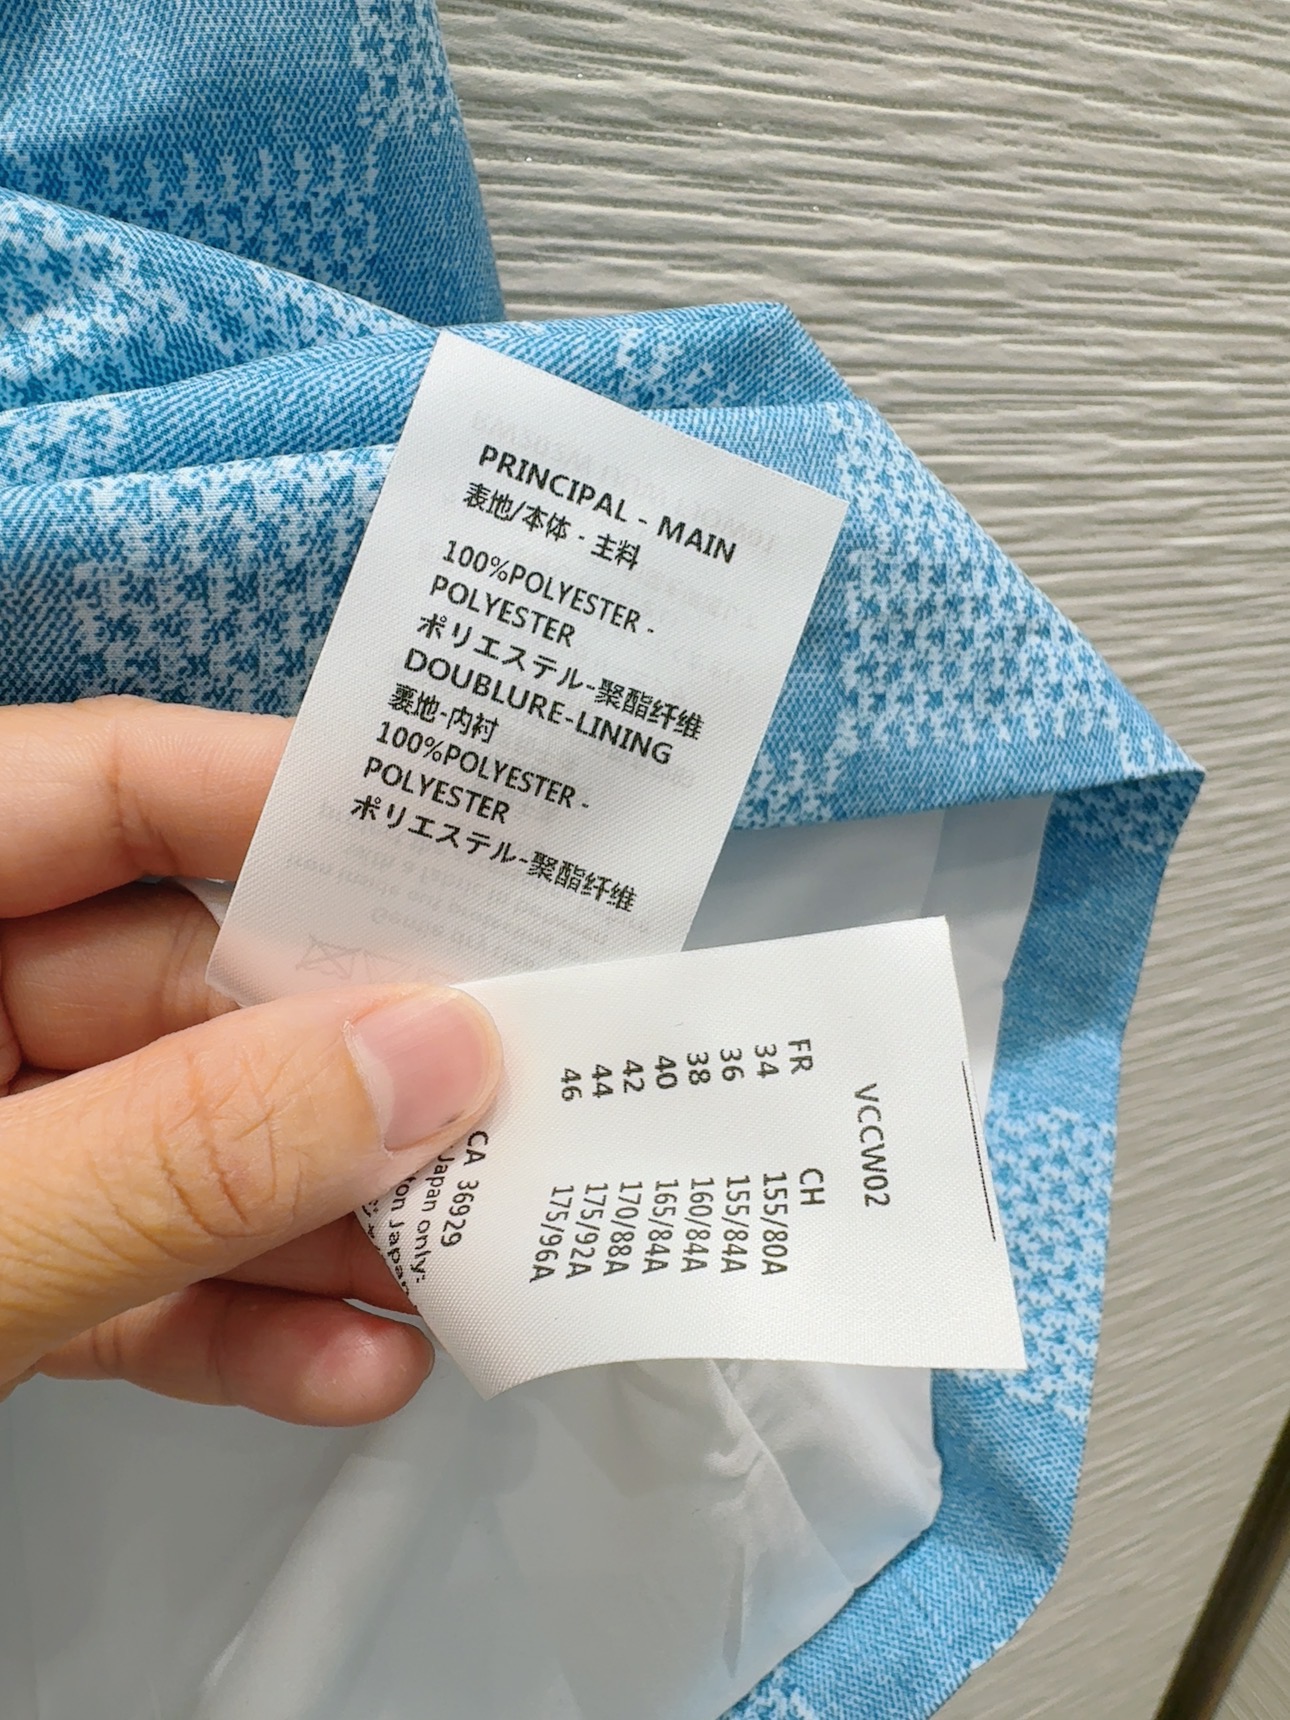 PRINCIPAL - MAIN
表地/本体 - 主料
100%POLYESTER -
POLYESTER
ポリエステル-聚酯纤维
DOUBLURE-LINING
裏地-内衬
100%POLYESTER -
POLYESTER
ポリエステル-聚酯纤维
VCCW02
FR CH
34 155/80A
36 155/84A
38 160/84A
40 165/84A
42 170/88A
44 175/92A
46 175/96A
CA 36929
Japan only: